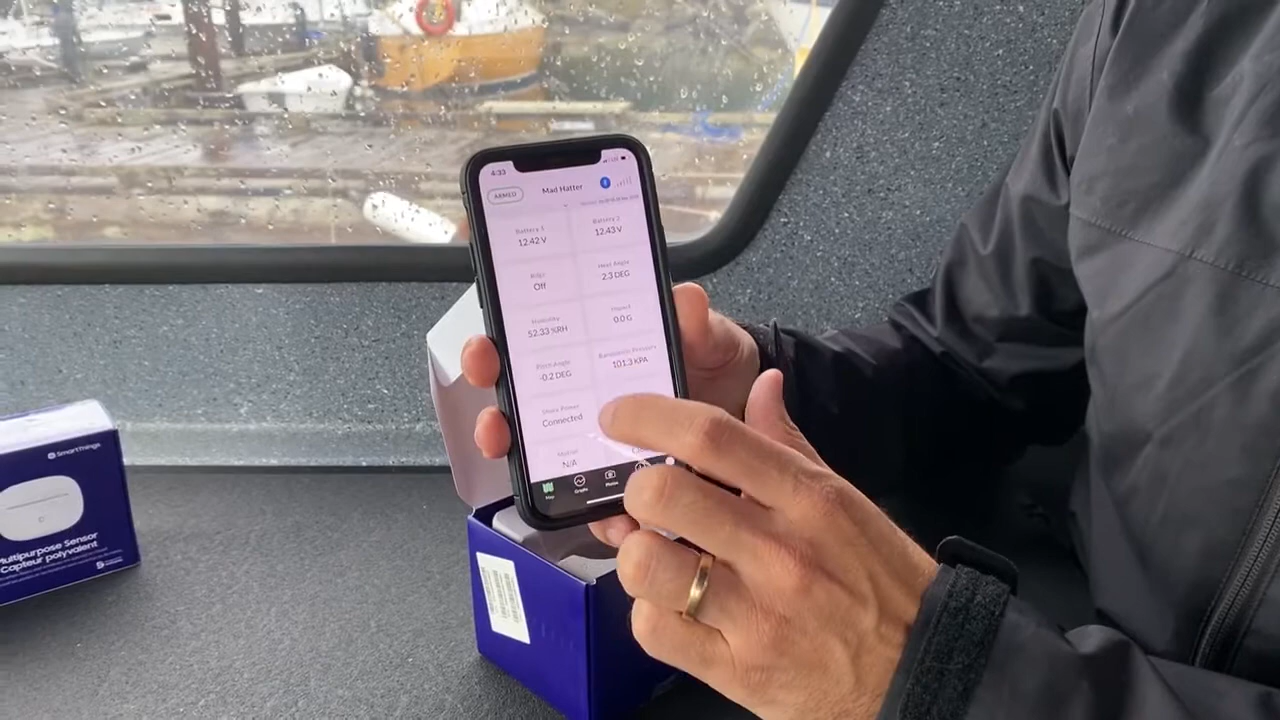 4:33
ARMED
Mad Hatter
Battery 1
12.42 V
Battery 2
12.43 V
Bilge
Off
Heel Angle
2.3 DEG
Humidity
52.33 %RH
Impact
0.0 G
Pitch Angle
-0.2 DEG
101.3 KPA
Shore Power
Connected
Motion
N/A
Map
Graphs
Photos
SmartThings
Multipurpose Sensor
Capteur polyvalent